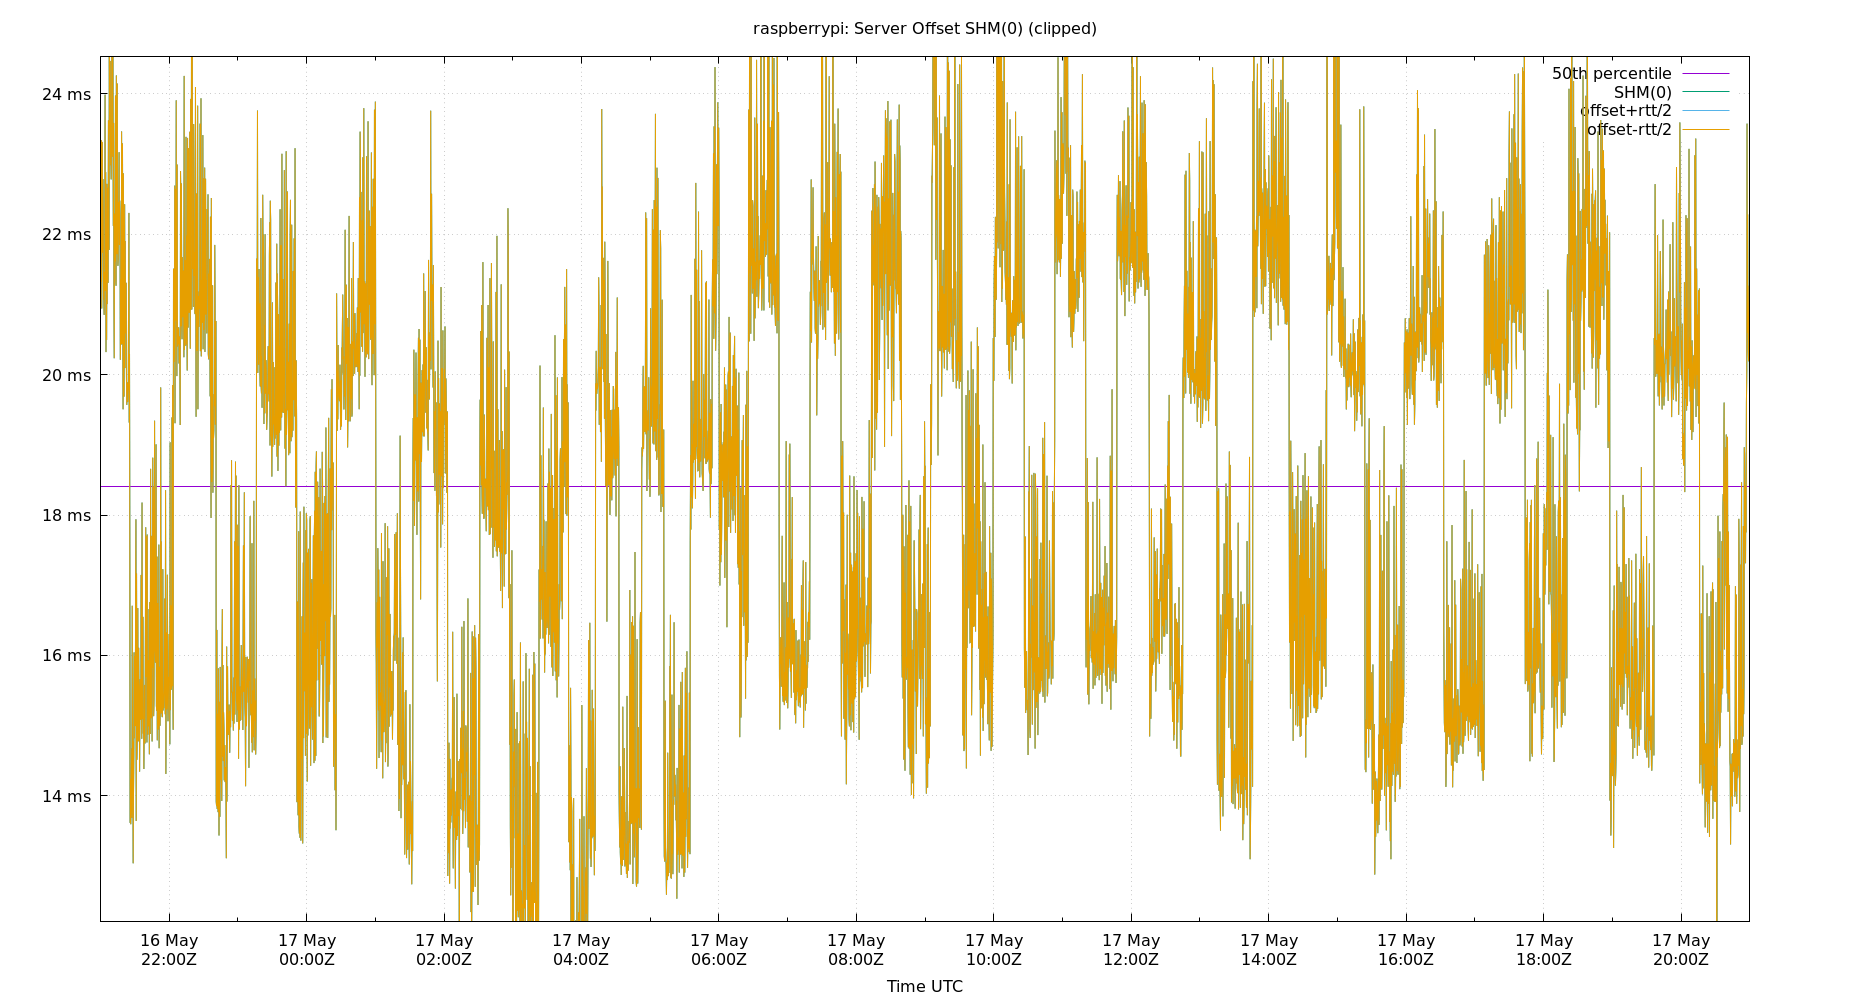 raspberrypi: Server Offset SHM(0) (clipped)
50th percentile
SHM(0)
offset+rtt/2
offset-rtt/2
24 ms
22 ms
20 ms
18 ms
16 ms
14 ms
16 May 17 May 17 May 17 May 17 May 17 May 17 May 17 May 17 May 17 May 17 May 17 May
22:00Z 00:00Z 02:00Z 04:00Z 06:00Z 08:00Z 10:00Z 12:00Z 14:00Z 16:00Z 18:00Z 20:00Z
Time UTC